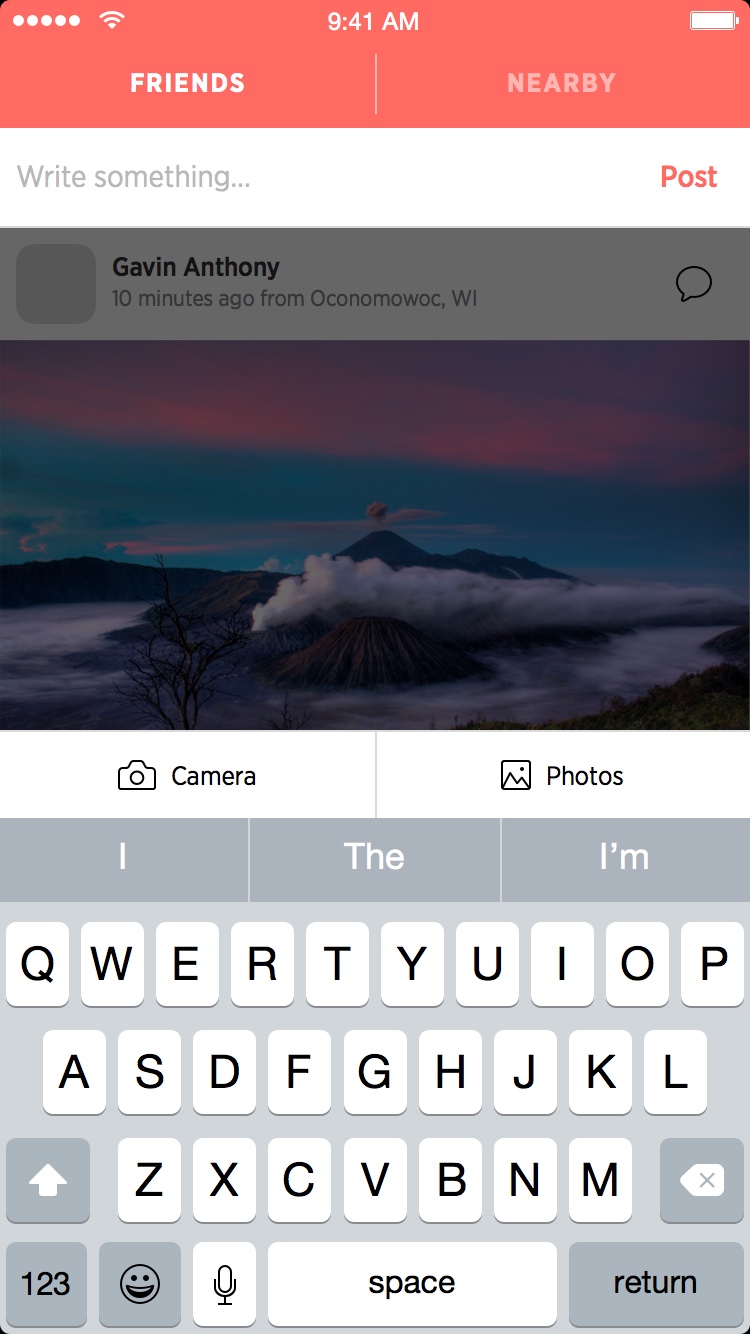 9:41 AM
FRIENDS NEARBY
Write something... Post
Gavin Anthony
10 minutes ago from Oconomowoc, WI
Camera Photos
I The I’m
Q W E R T Y U I O P
A S D F G H J K L
Z X C V B N M
123 space return